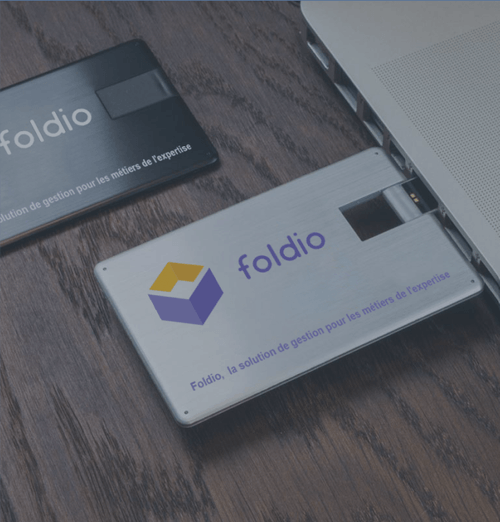 foldio
solution de gestion pour les métiers de l'expertise
foldio
Foldio, la solution de gestion pour les métiers de l'expertise